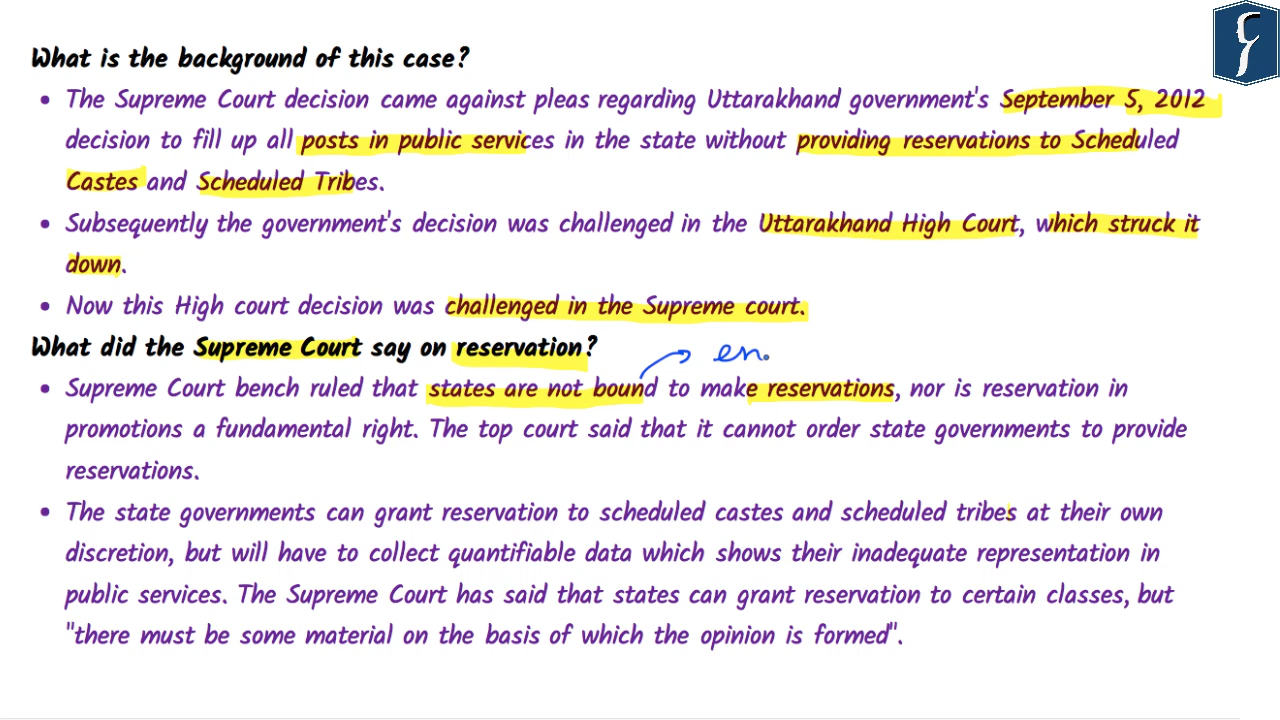 What is the background of this case?
• The Supreme Court decision came against pleas regarding Uttarakhand government's September 5, 2012
decision to fill up all posts in public services in the state without providing reservations to Scheduled
Castes and Scheduled Tribes.
• Subsequently the government's decision was challenged in the Uttarakhand High Court, which struck it
down.
• Now this High court decision was challenged in the Supreme court.
What did the Supreme Court say on reservation?
en.
• Supreme Court bench ruled that states are not bound to make reservations, nor is reservation in
promotions a fundamental right. The top court said that it cannot order state governments to provide
reservations.
• The state governments can grant reservation to scheduled castes and scheduled tribes at their own
discretion, but will have to collect quantifiable data which shows their inadequate representation in
public services. The Supreme Court has said that states can grant reservation to certain classes, but
"there must be some material on the basis of which the opinion is formed".